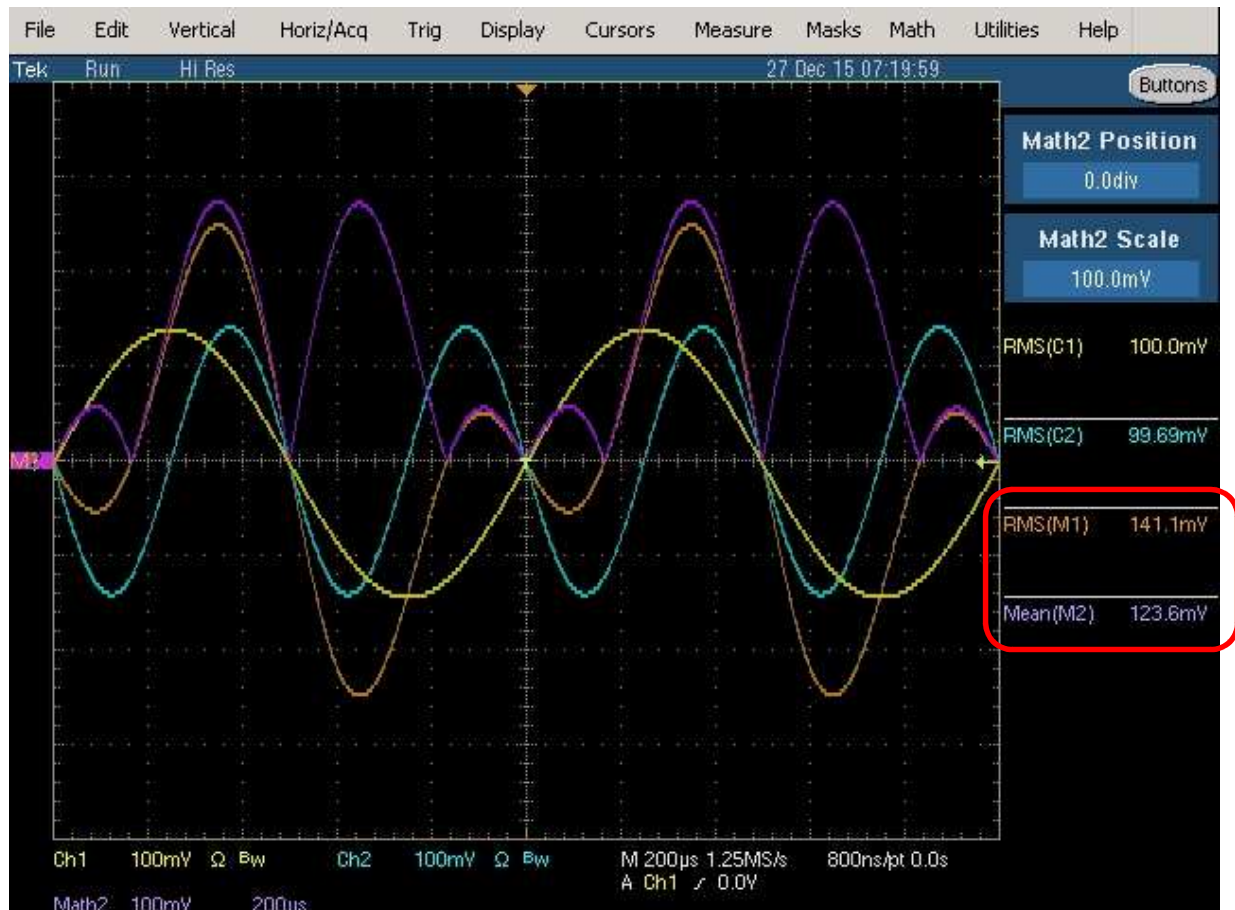 File Edit Vertical Horiz/Acq Trig Display Cursors Measure Masks Math Utilities Help
Tek Run Hi Res 27 Dec 15 07:19:59
Buttons
Math2 Position
0.0div
Math2 Scale
100.0mV
RMS(C1) 100.0mV
RMS(C2) 99.69mV
RMS(M1) 141.1mV
Mean(M2) 123.6mV
Ch1 100mV Ω Bw Ch2 100mV Ω Bw M 200µs 1.25MS/s 800ns/pt 0.0s
A Ch1 0.0V
Math2 100mV 200µs